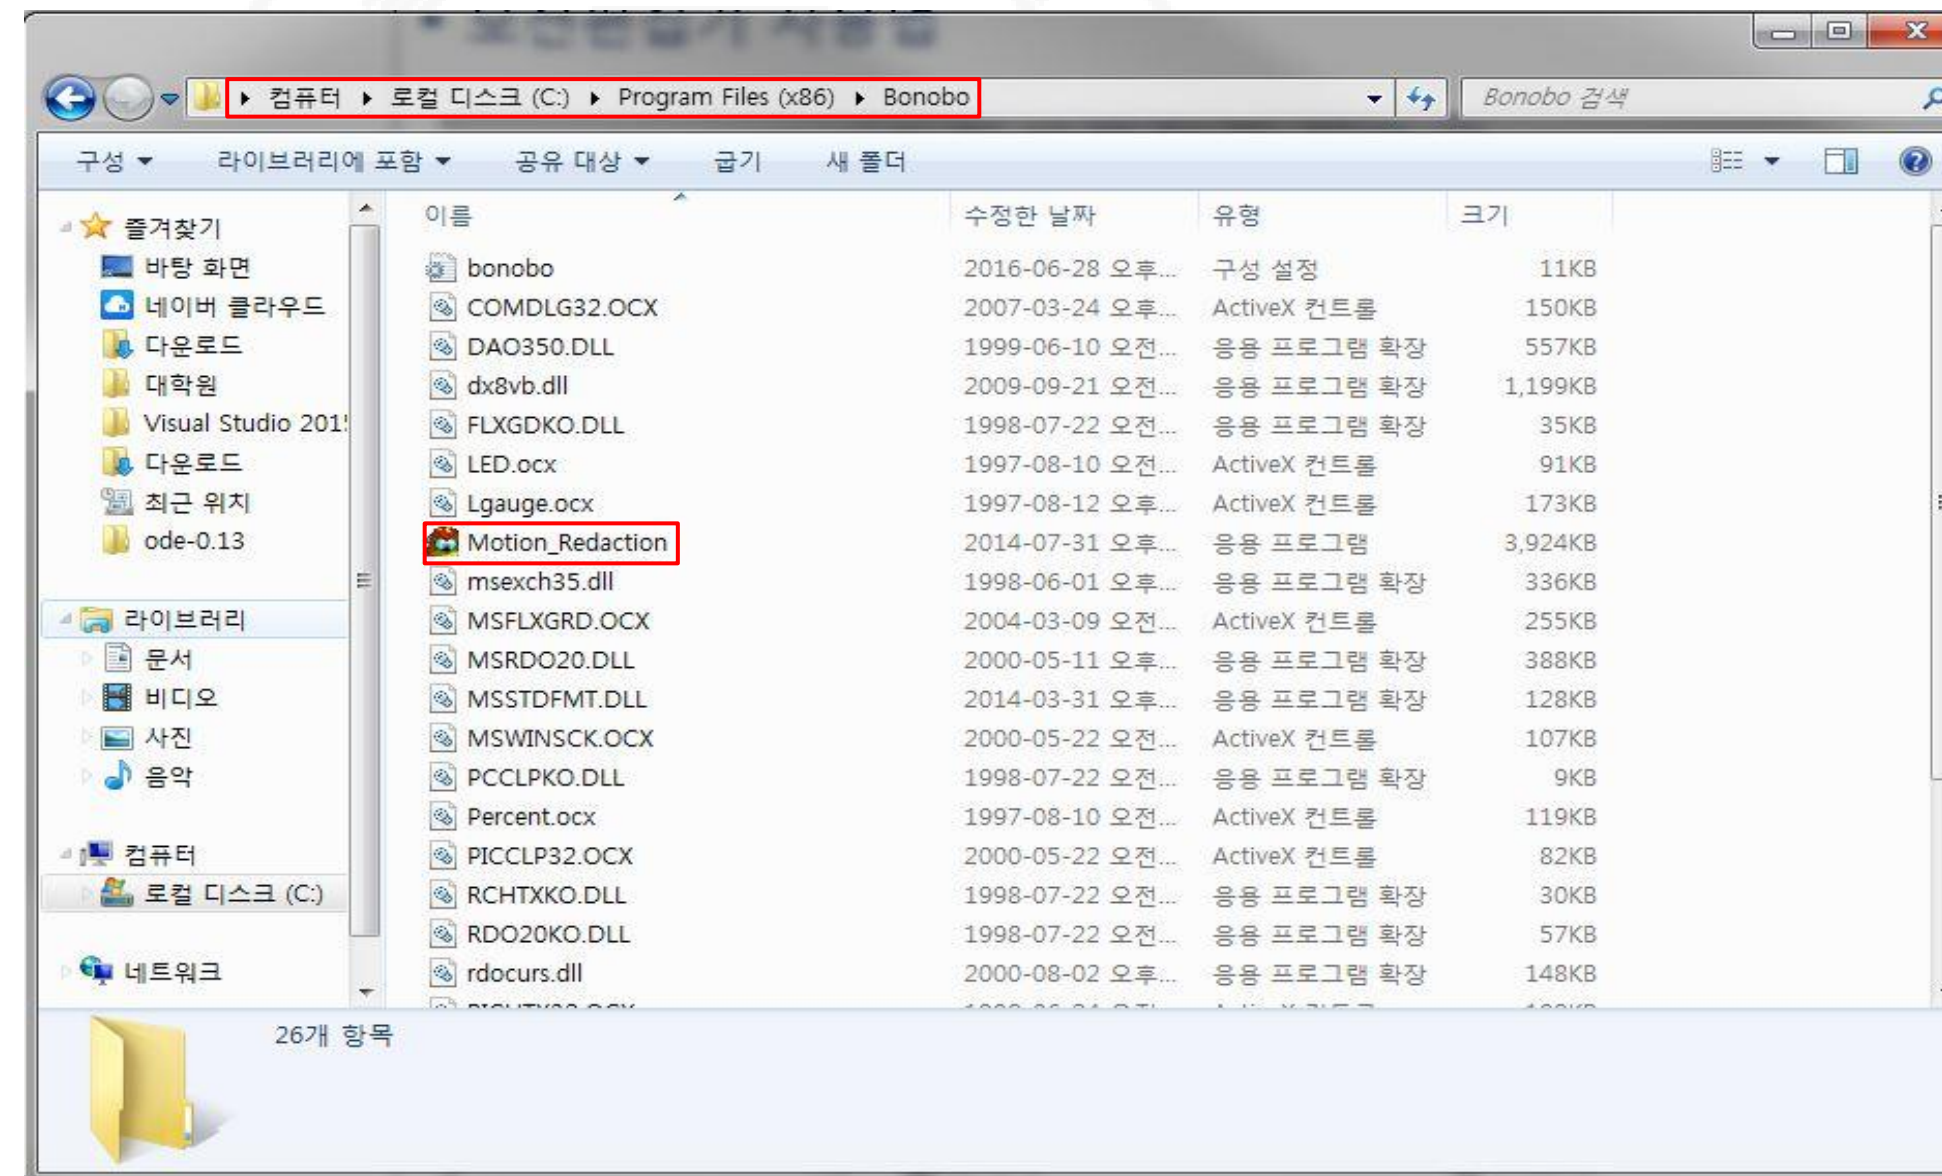 컴퓨터 로컬 디스크 (C:) Program Files (x86) Bonobo
Bonobo 검색
구성 라이브러리에 포함 공유 대상 굽기 새 폴더
즐겨찾기
바탕 화면
네이버 클라우드
다운로드
대학원
Visual Studio 201
다운로드
최근 위치
ode-0.13
라이브러리
문서
비디오
사진
음악
컴퓨터
로컬 디스크 (C:)
네트워크
이름 수정한 날짜 유형 크기
bonobo 2016-06-28 오후... 구성 설정 11KB
COMDLG32.OCX 2007-03-24 오후... ActiveX 컨트롤 150KB
DAO350.DLL 1999-06-10 오전... 응용 프로그램 확장 557KB
dx8vb.dll 2009-09-21 오전... 응용 프로그램 확장 1,199KB
FLXGDKO.DLL 1998-07-22 오전... 응용 프로그램 확장 35KB
LED.ocx 1997-08-10 오전... ActiveX 컨트롤 91KB
Lgauge.ocx 1997-08-12 오후... ActiveX 컨트롤 173KB
Motion_Redaction 2014-07-31 오후... 응용 프로그램 3,924KB
msexch35.dll 1998-06-01 오후... 응용 프로그램 확장 336KB
MSFLXGRD.OCX 2004-03-09 오전... ActiveX 컨트롤 255KB
MSRDO20.DLL 2000-05-11 오후... 응용 프로그램 확장 388KB
MSSTDFMT.DLL 2014-03-31 오후... 응용 프로그램 확장 128KB
MSWINSCK.OCX 2000-05-22 오전... ActiveX 컨트롤 107KB
PCCLPKO.DLL 1998-07-22 오전... 응용 프로그램 확장 9KB
Percent.ocx 1997-08-10 오전... ActiveX 컨트롤 119KB
PICCLP32.OCX 2000-05-22 오전... ActiveX 컨트롤 82KB
RCHTXKO.DLL 1998-07-22 오전... 응용 프로그램 확장 30KB
RDO20KO.DLL 1998-07-22 오전... 응용 프로그램 확장 57KB
rdocurs.dll 2000-08-02 오후... 응용 프로그램 확장 148KB
26개 항목